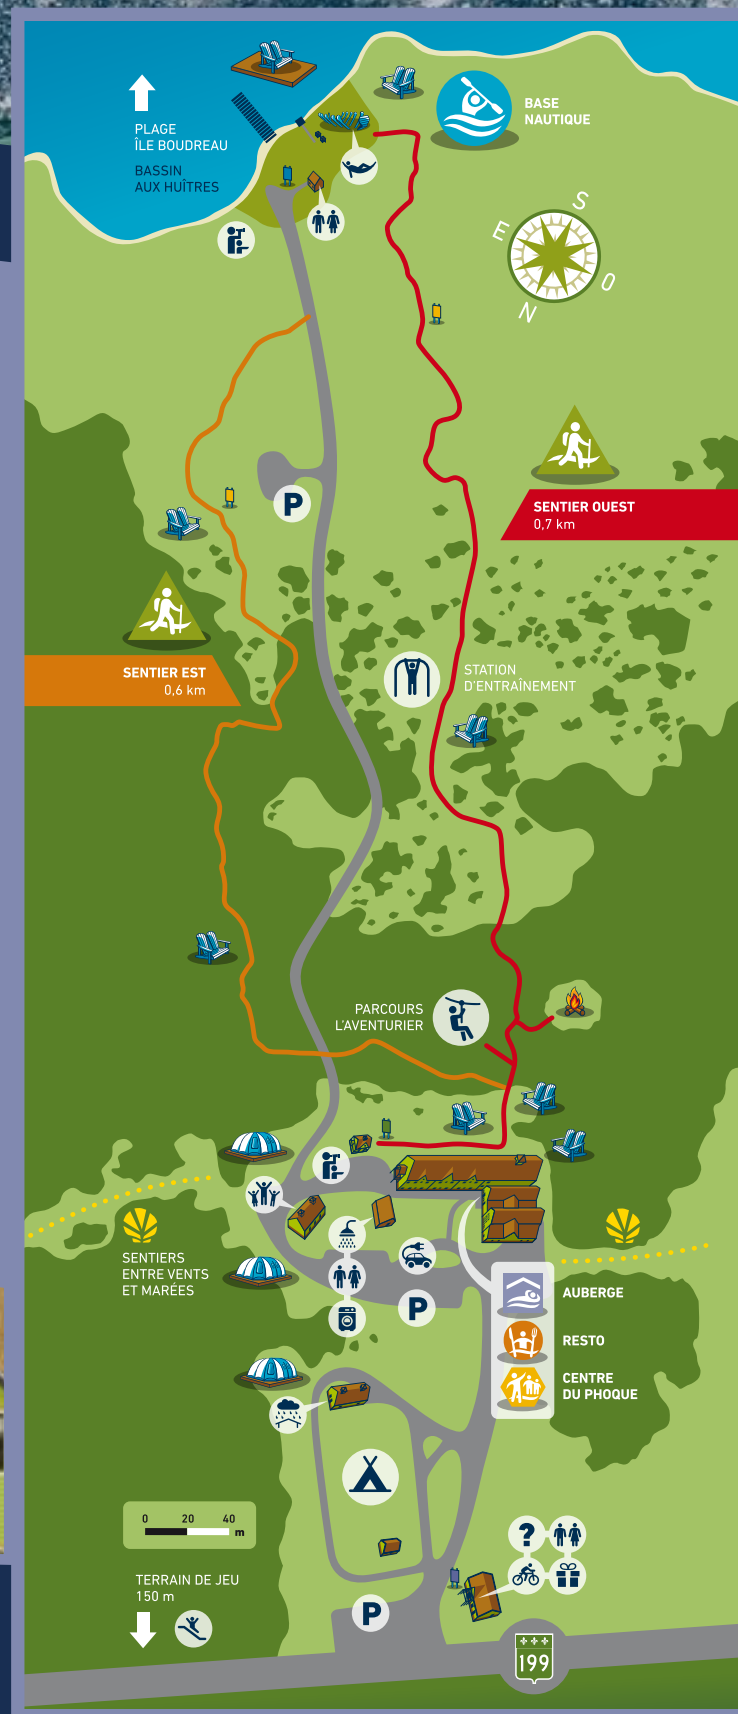 PLAGE
ÎLE BOUDREAU
BASSIN
AUX HUÎTRES
BASE
NAUTIQUE
S
E
O
N
SENTIER OUEST
0,7 km
P
SENTIER EST
0,6 km
STATION
D'ENTRAÎNEMENT
PARCOURS
L'AVENTURIER
SENTIERS
ENTRE VENTS
ET MARÉES
P
AUBERGE
RESTO
CENTRE
DU PHOQUE
0 20 40
m
?
TERRAIN DE JEU
150 m
P
199